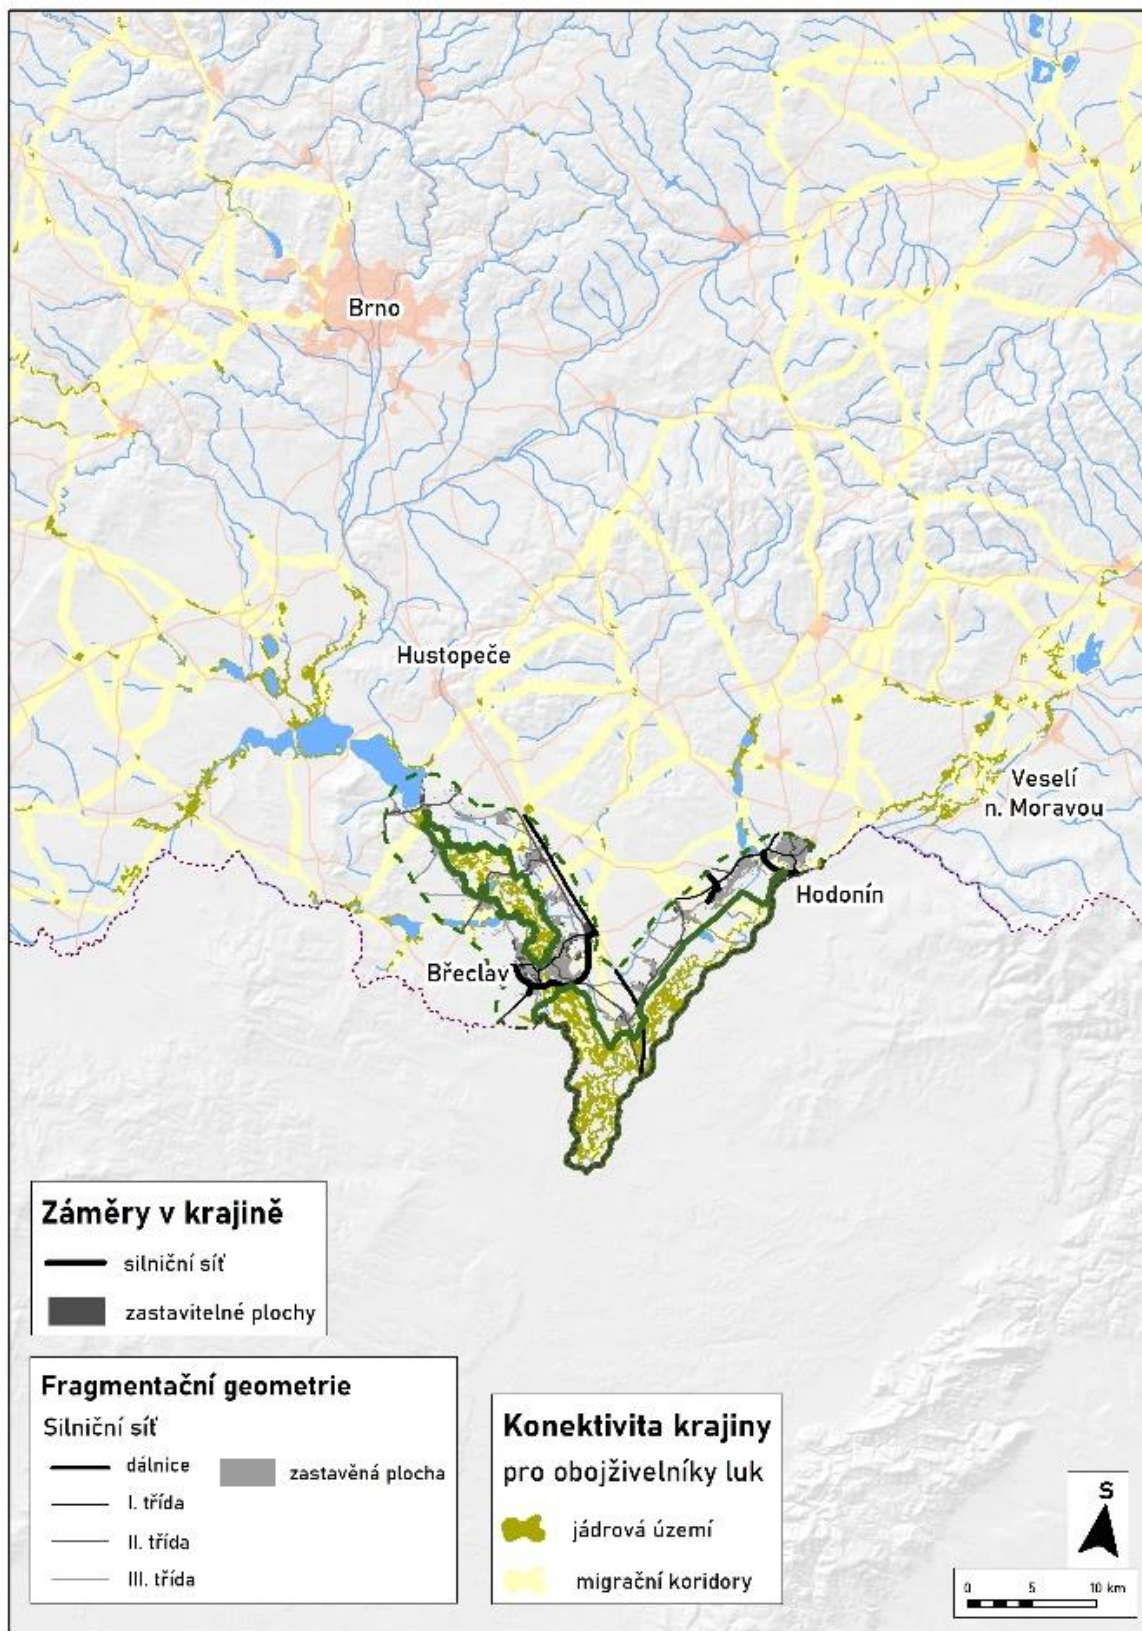 Brno
Hustopeče
Veselí
n. Moravou
Hodonín
Břeclav
Záměry v krajině
silniční síť
zastavitelné plochy
Fragmentační geometrie
Silniční síť
dálnice
zastavěná plocha
I. třída
II. třída
III. třída
Konektivita krajiny
pro obojživelníky luk
jádrová území
migrační koridory
S
0 5 10 km